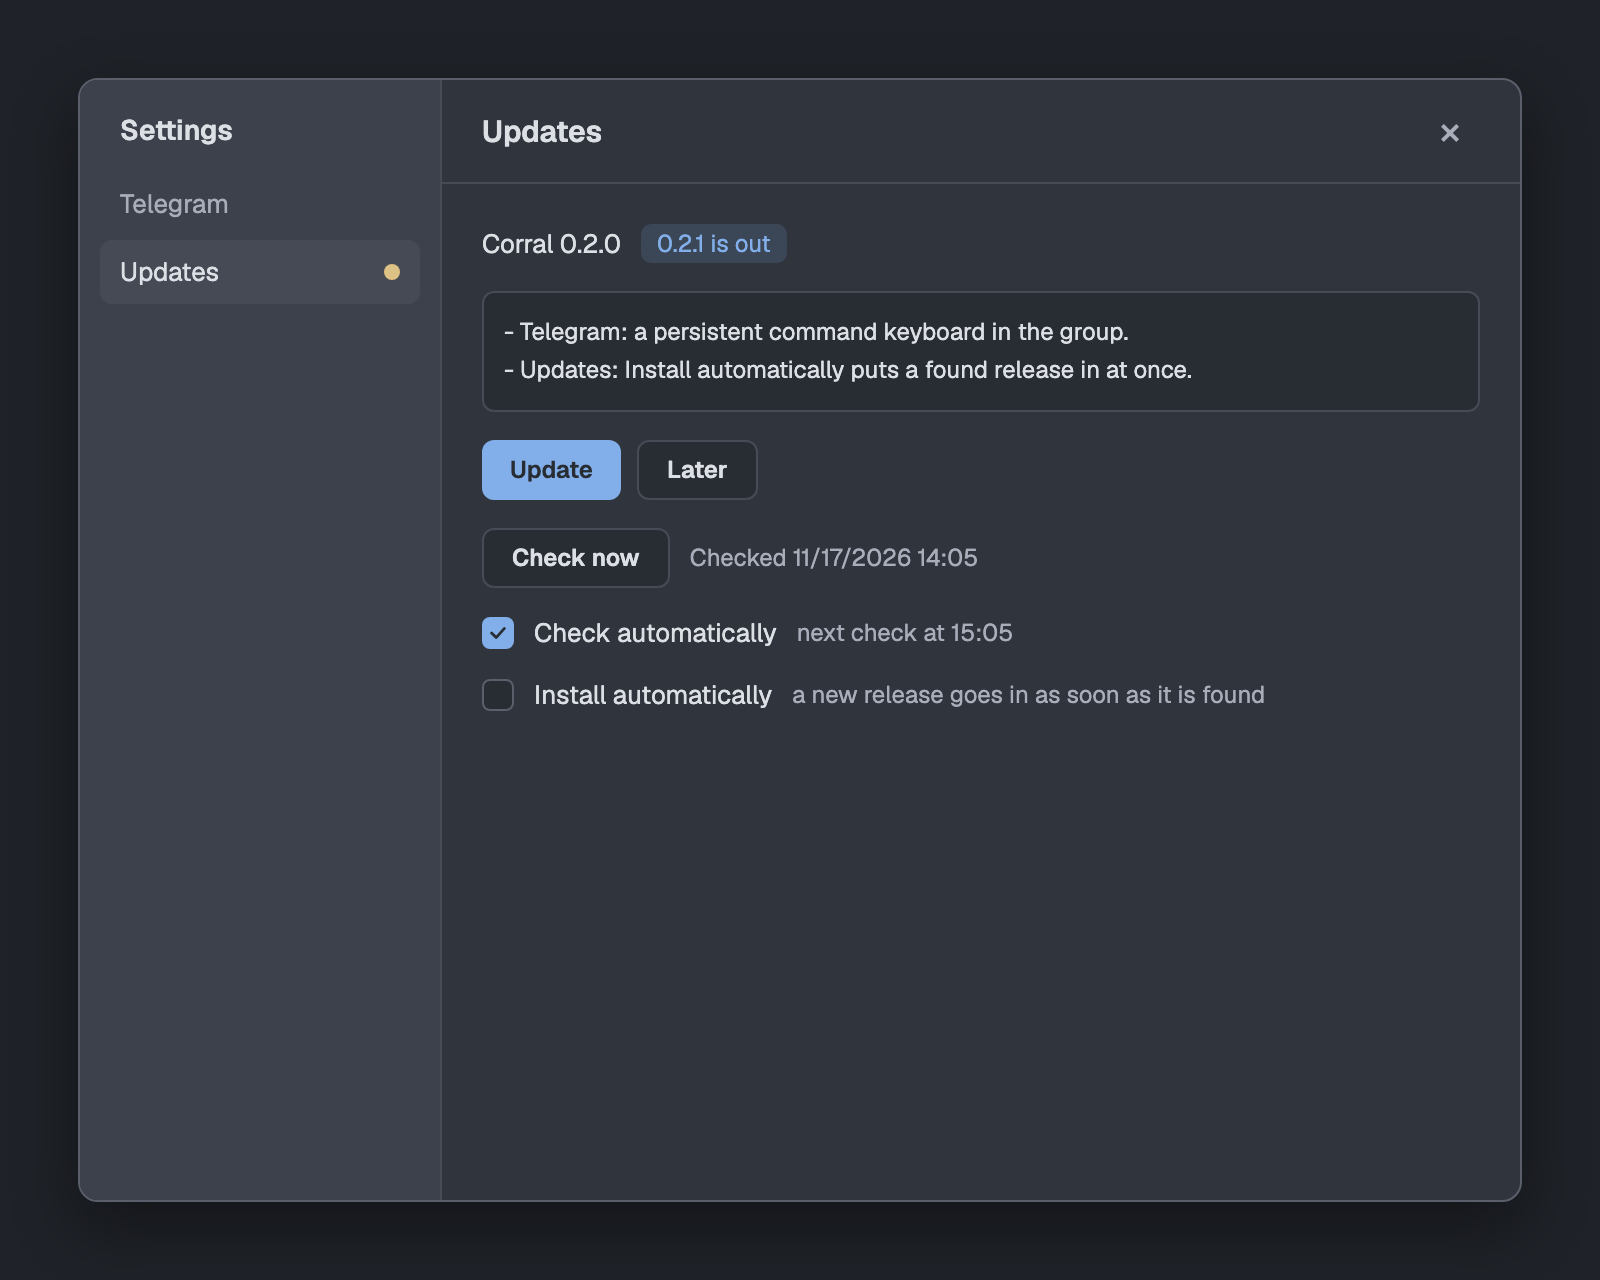 Settings
Telegram
Updates
Updates
Corral 0.2.0 0.2.1 is out
- Telegram: a persistent command keyboard in the group.
- Updates: Install automatically puts a found release in at once.
Update Later
Check now Checked 11/17/2026 14:05
Check automatically next check at 15:05
Install automatically a new release goes in as soon as it is found